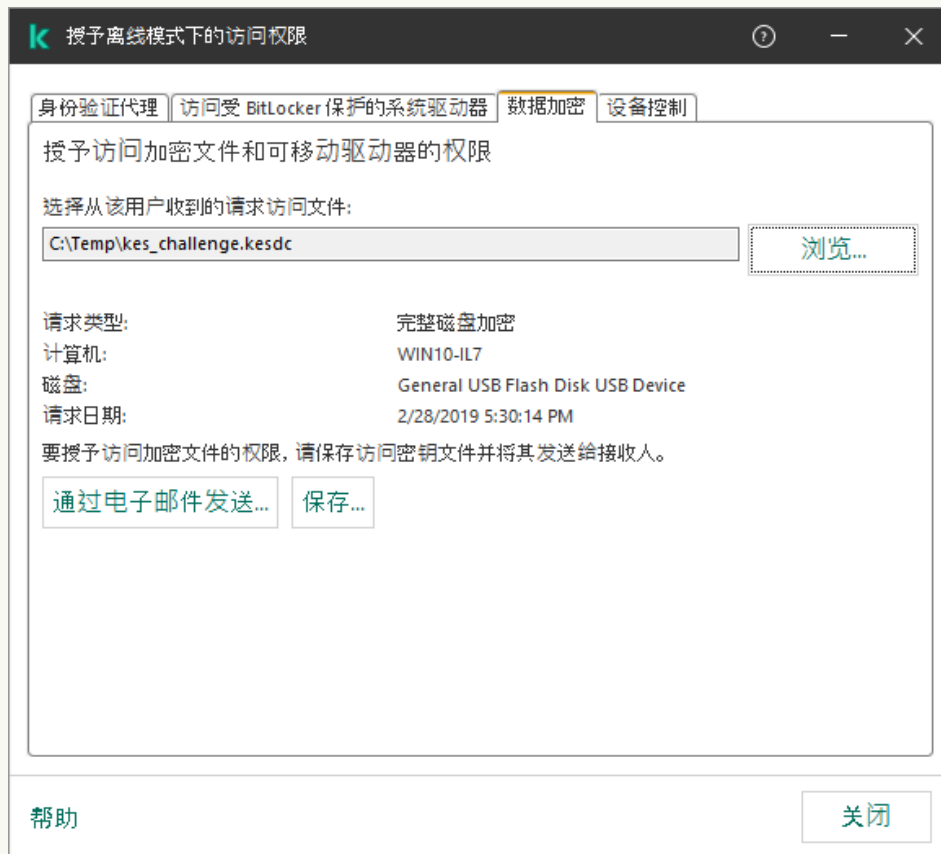 授予离线模式下的访问权限
身份验证代理 访问受 BitLocker 保护的系统驱动器 数据加密 设备控制
授予访问加密文件和可移动驱动器的权限
选择从该用户收到的请求访问文件:
C:\Temp\kes_challenge.kesdc 浏览...
请求类型: 完整磁盘加密
计算机: WIN10-IL7
磁盘: General USB Flash Disk USB Device
请求日期: 2/28/2019 5:30:14 PM
要授予访问加密文件的权限, 请保存访问密钥文件并将其发送给接收人。
通过电子邮件发送... 保存...
帮助 关闭